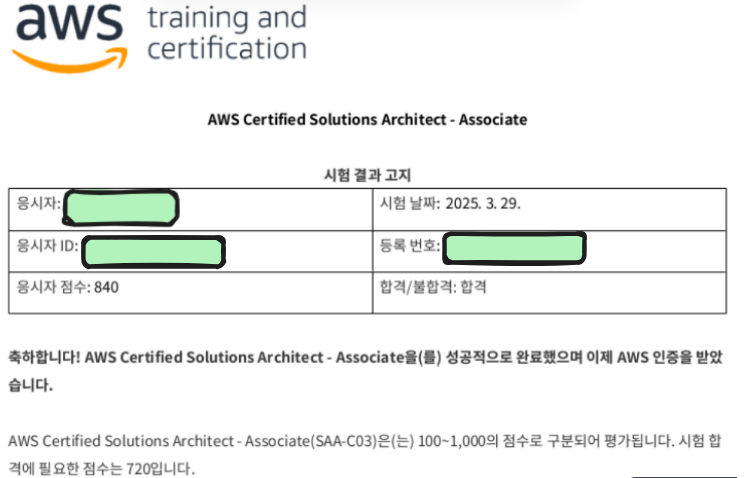 aws training and
certification
AWS Certified Solutions Architect - Associate
시험 결과 고지
응시자:
시험 날짜: 2025. 3. 29.
응시자 ID:
등록 번호:
응시자 점수: 840
합격/불합격: 합격
축하합니다! AWS Certified Solutions Architect - Associate을(를) 성공적으로 완료했으며 이제 AWS 인증을 받았
습니다.
AWS Certified Solutions Architect - Associate(SAA-C03)은(는) 100~1,000의 점수로 구분되어 평가됩니다. 시험 합
격에 필요한 점수는 720입니다.